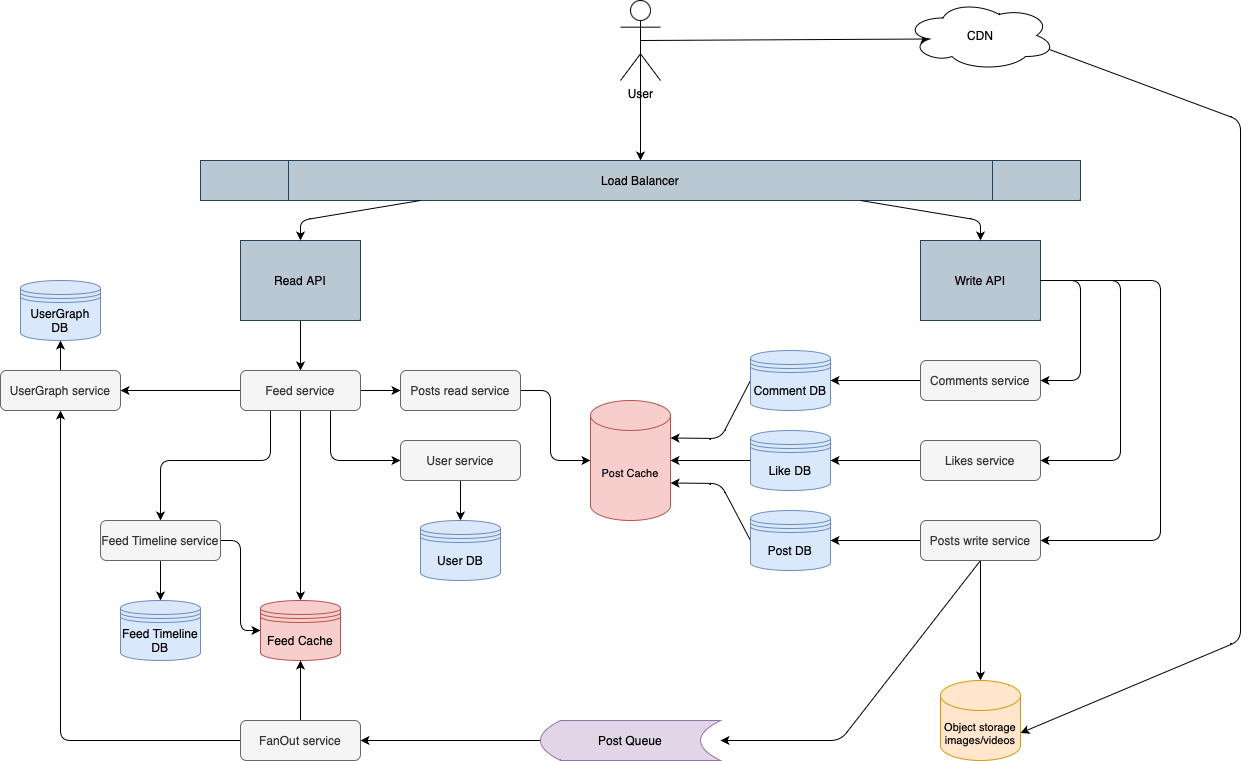 CDN
User
Load Balancer
Read API
Write API
UserGraph
DB
UserGraph service
Feed service
Posts read service
Comment DB
Comments service
User service
Post Cache
Like DB
Likes service
Feed Timeline service
User DB
Post DB
Posts write service
Feed Timeline
DB
Feed Cache
FanOut service
Post Queue
Object storage
images/videos